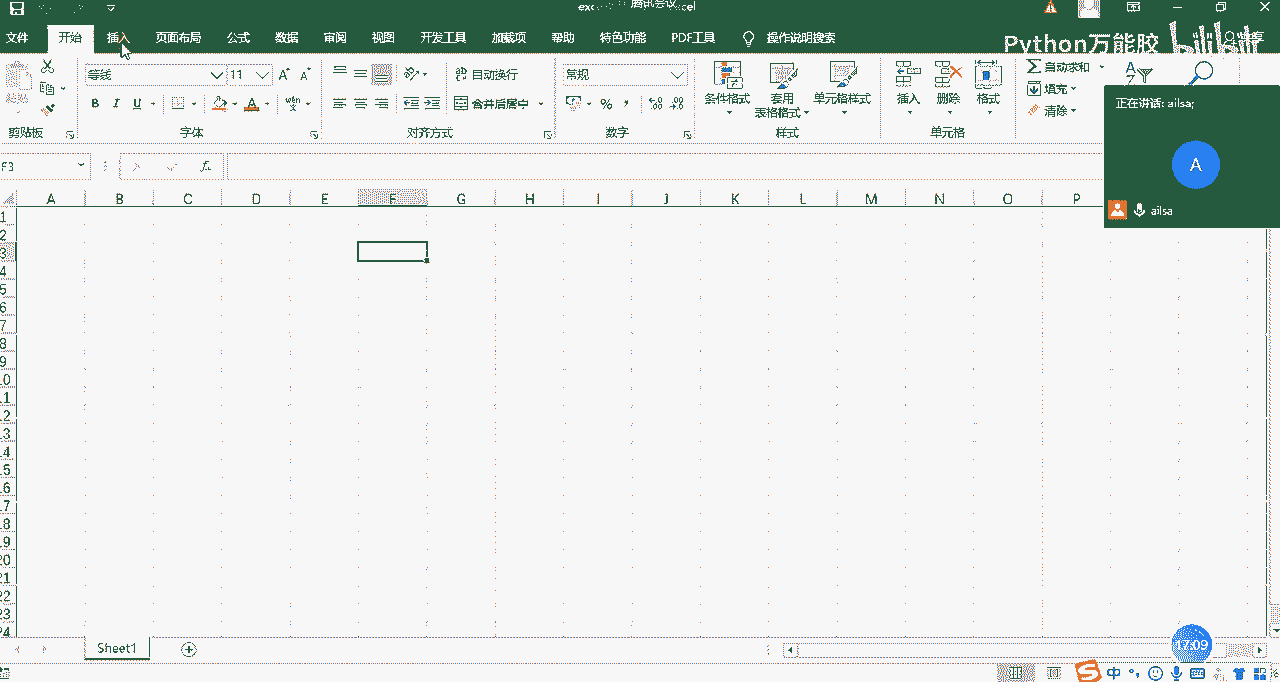 腾讯会议
文件 开始 插入 页面布局 公式 数据 审阅 视图 开发工具 加载项 帮助 特色功能 PDF工具 操作说明搜索
Python万能胶 bilibili
等线 11 自动换行 常规
条件格式 套用 表格格式 单元格样式 插入 删除 格式
自动求和
填充
清除
B I U 合并后居中 %
剪贴板 字体 对齐方式 数字 样式 单元格
正在讲话: ailsa;
A
ailsa
F3 fx
A B C D E F G H I J K L M N O P
1
2
3
4
5
6
7
8
9
10
11
12
13
14
15
16
17
18
19
20
21
22
23
24
Sheet1
17:09
中